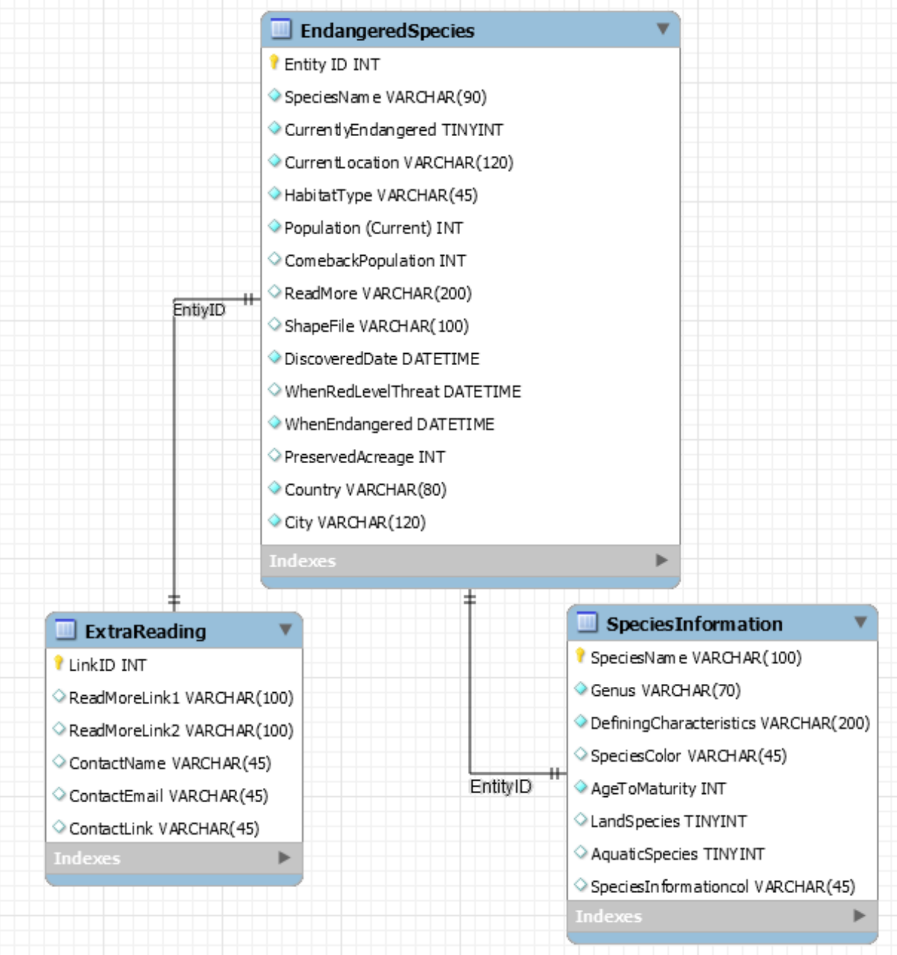 EndangeredSpecies
Entity ID INT
SpeciesName VARCHAR(90)
CurrentlyEndangered TINYINT
CurrentLocation VARCHAR(120)
HabitatType VARCHAR(45)
Population (Current) INT
ComebackPopulation INT
ReadMore VARCHAR(200)
ShapeFile VARCHAR(100)
DiscoveredDate DATETIME
WhenRedLevelThreat DATETIME
WhenEndangered DATETIME
PreservedAcreage INT
Country VARCHAR(80)
City VARCHAR(120)
Indexes
EntiyID
ExtraReading
LinkID INT
ReadMoreLink1 VARCHAR(100)
ReadMoreLink2 VARCHAR(100)
ContactName VARCHAR(45)
ContactEmail VARCHAR(45)
ContactLink VARCHAR(45)
Indexes
EntityID
SpeciesInformation
SpeciesName VARCHAR(100)
Genus VARCHAR(70)
DefiningCharacteristics VARCHAR(200)
SpeciesColor VARCHAR(45)
AgeToMaturity INT
LandSpecies TINYINT
AquaticSpecies TINYINT
SpeciesInformationcol VARCHAR(45)
Indexes